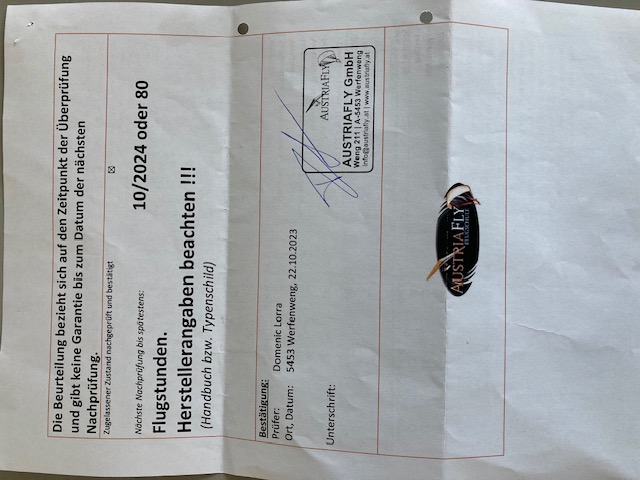 Die Beurteilung bezieht sich auf den Zeitpunkt der Überprüfung
und gibt keine Garantie bis zum Datum der nächsten
Nachprüfung.
Zugelassener Zustand nachgeprüft und bestätigt ☒
Nächste Nachprüfung bis spätestens: 10/2024 oder 80
Flugstunden.
Herstellerangaben beachten !!!
(Handbuch bzw. Typenschild)
Bestätigung:
Prüfer: Domenic Lorra
Ort, Datum: 5453 Werfenweng, 22.10.2023
Unterschrift:
AUSTRIAFLY
AUSTRIAFLY GmbH
Weng 211 | A-5453 Werfenweng
info@austriafly.at | www.austriafly.at
AUSTRIAFLY
FLUGSCHULE